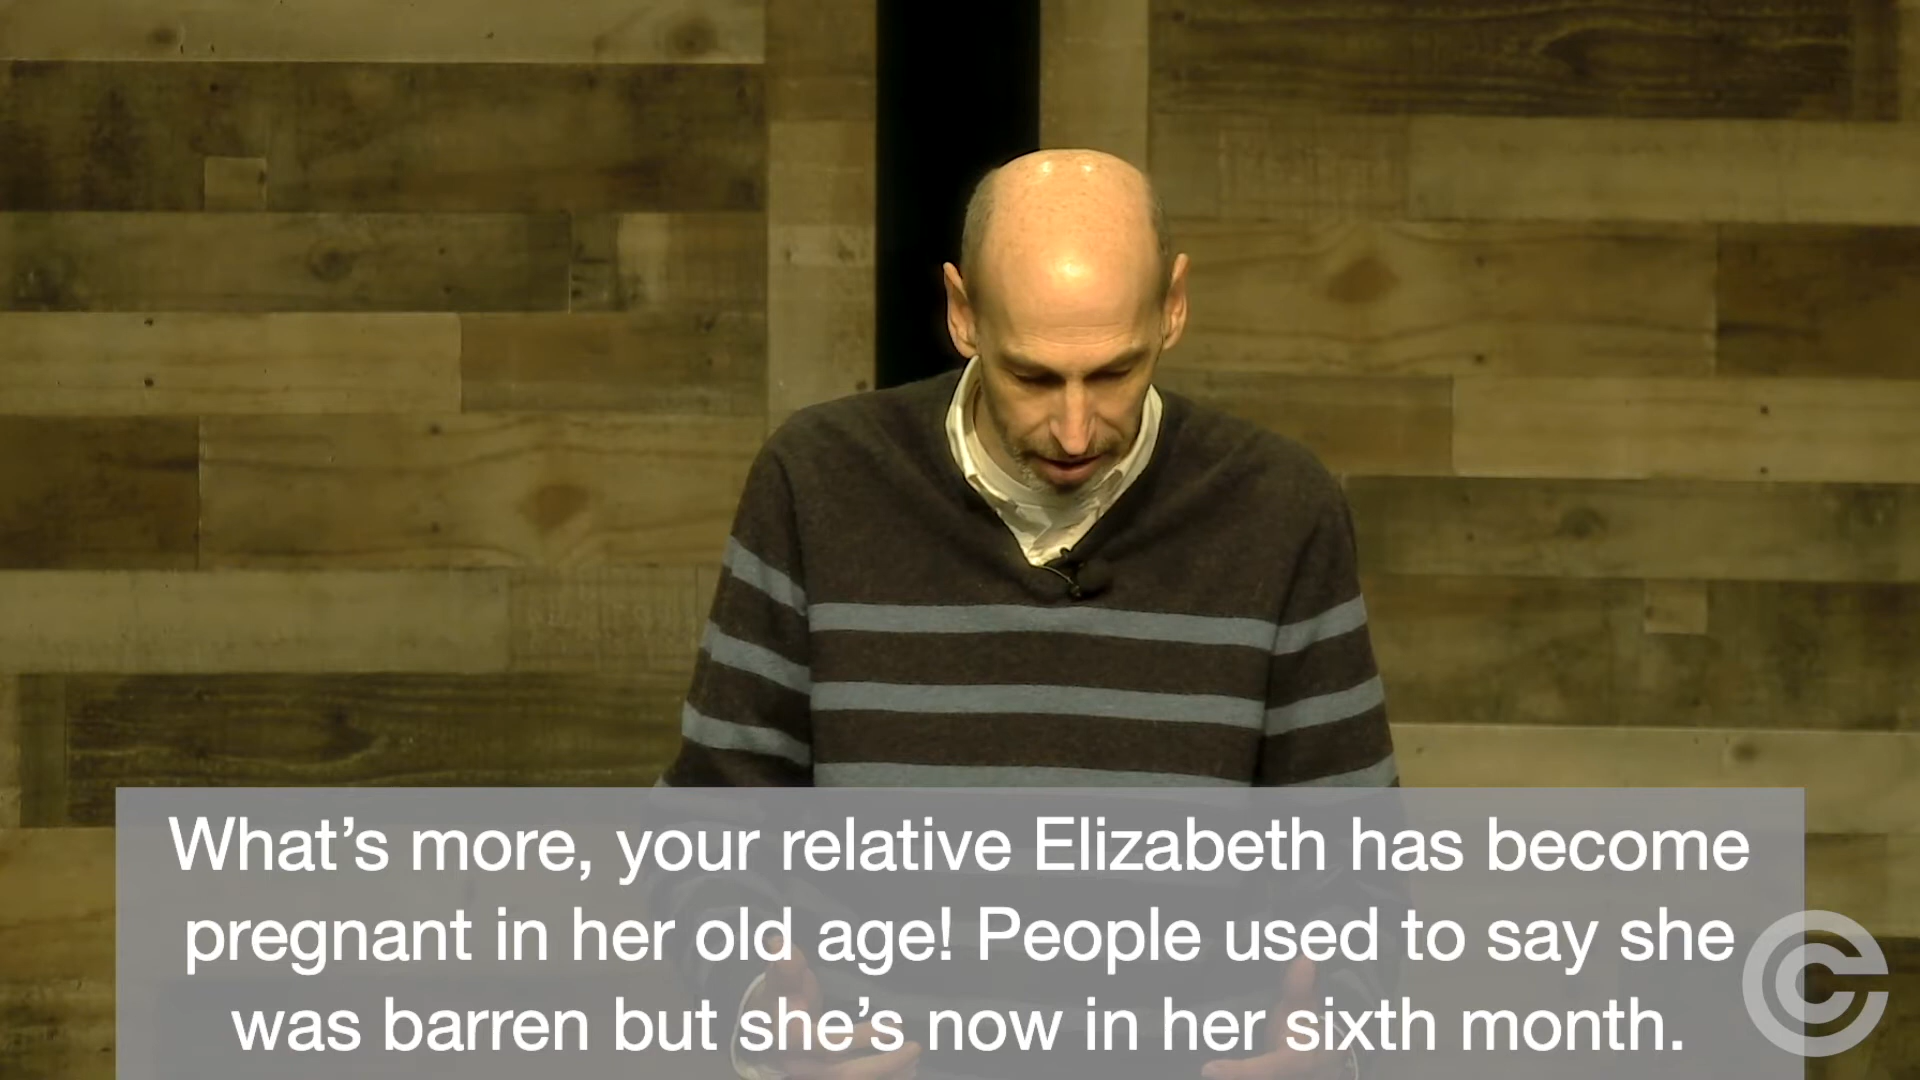 What’s more, your relative Elizabeth has become
pregnant in her old age! People used to say she
was barren but she’s now in her sixth month.